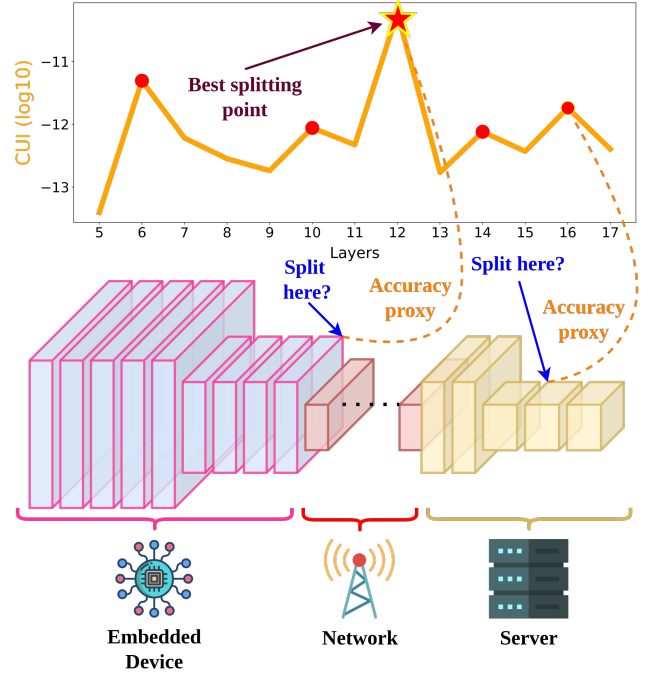 CUI (log10)
−11
−12
−13
Best splitting
point
5 6 7 8 9 10 11 12 13 14 15 16 17
Layers
Split
here?
Accuracy
proxy
Split here?
Accuracy
proxy
Embedded
Device
Network
Server